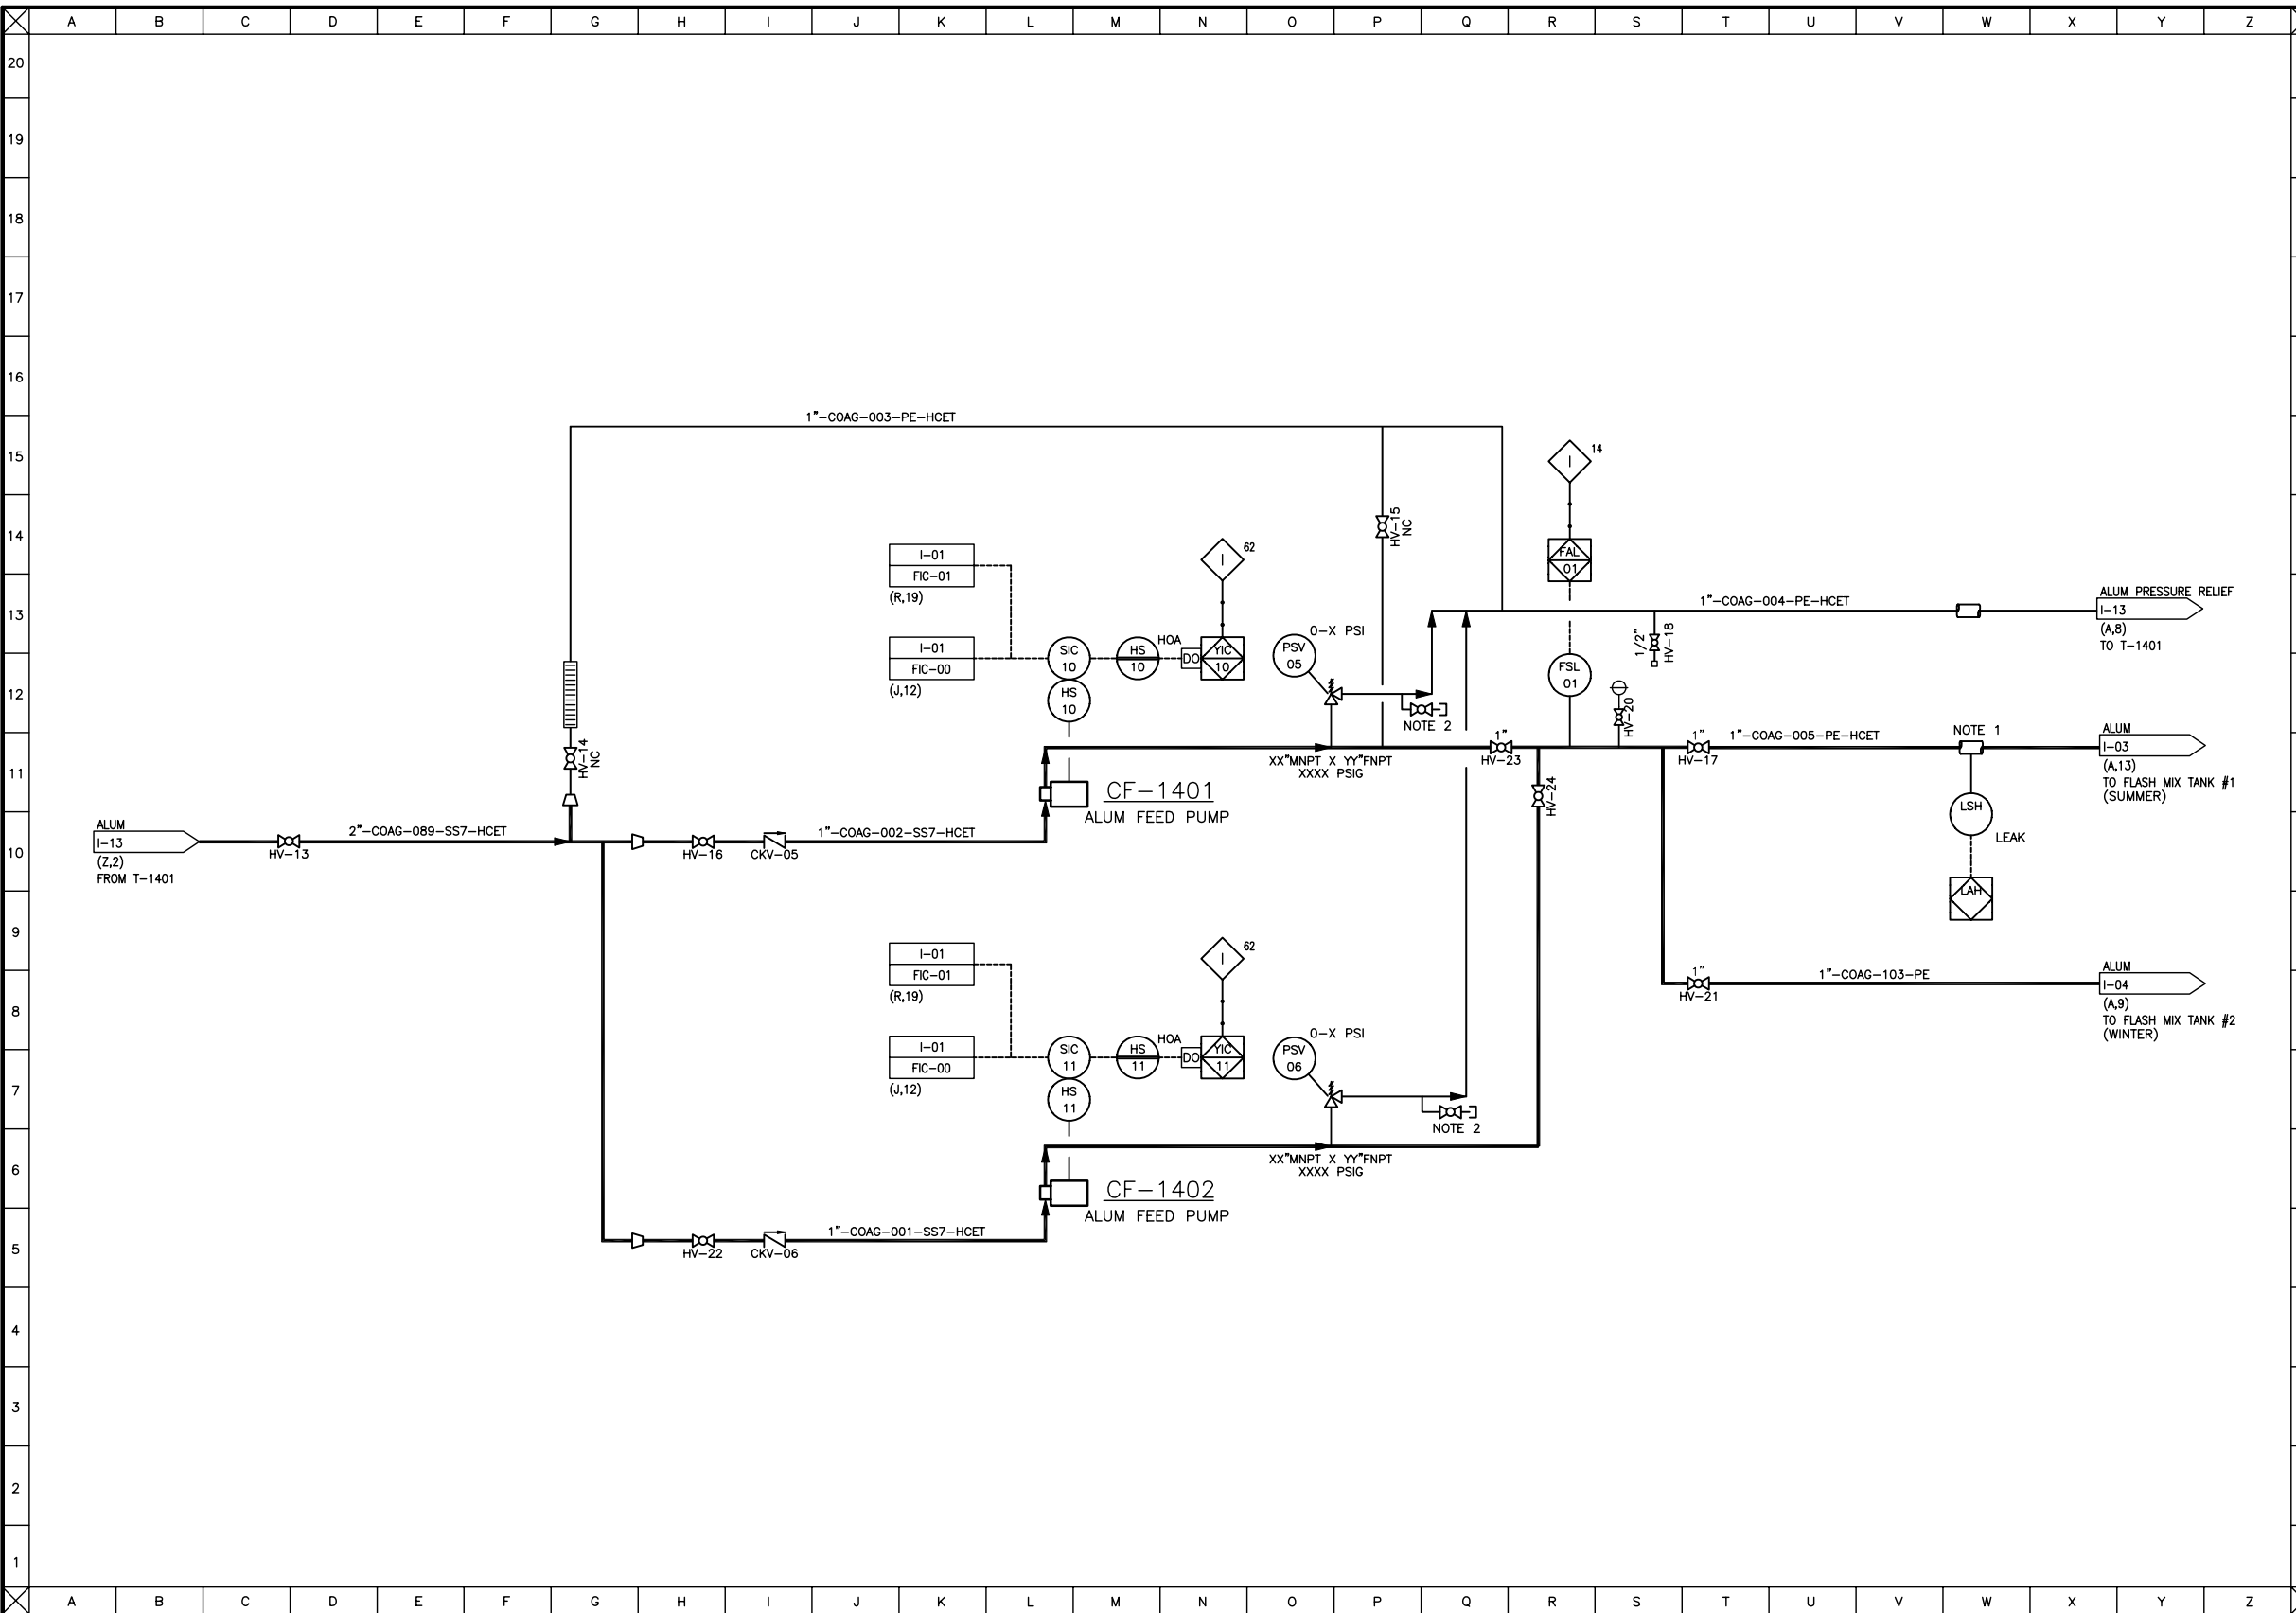 A B C D E F G H I J K L M N O P Q R S T U V W X Y Z
20
19
18
17
16
15
14
13
12
11
10
9
8
7
6
5
4
3
2
1
1"-COAG-003-PE-HCET
I
14
HV-15
NC
I-01
FIC-01
(R,19)
I
62
FAL
01
1"-COAG-004-PE-HCET
ALUM PRESSURE RELIEF
I-13
(A,8)
TO T-1401
I-01
FIC-00
(J,12)
SIC
10
HS
10
HS
10
HOA
DO
YIC
10
PSV
05
0-X PSI
FSL
01
1/2"
HV-18
HV-20
NOTE 2
HV-14
NC
XX"MNPT X YY"FNPT
XXXX PSIG
1"
HV-23
HV-24
1"
HV-17
1"-COAG-005-PE-HCET
NOTE 1
ALUM
I-03
(A,13)
TO FLASH MIX TANK #1
(SUMMER)
CF-1401
ALUM FEED PUMP
LSH
LEAK
LAH
ALUM
I-13
(Z,2)
FROM T-1401
HV-13
2"-COAG-089-SS7-HCET
HV-16
CKV-05
1"-COAG-002-SS7-HCET
I-01
FIC-01
(R,19)
I
62
1"
HV-21
1"-COAG-103-PE
ALUM
I-04
(A,9)
TO FLASH MIX TANK #2
(WINTER)
I-01
FIC-00
(J,12)
SIC
11
HS
11
HS
11
HOA
DO
YIC
11
PSV
06
0-X PSI
NOTE 2
XX"MNPT X YY"FNPT
XXXX PSIG
CF-1402
ALUM FEED PUMP
HV-22
CKV-06
1"-COAG-001-SS7-HCET
A B C D E F G H I J K L M N O P Q R S T U V W X Y Z